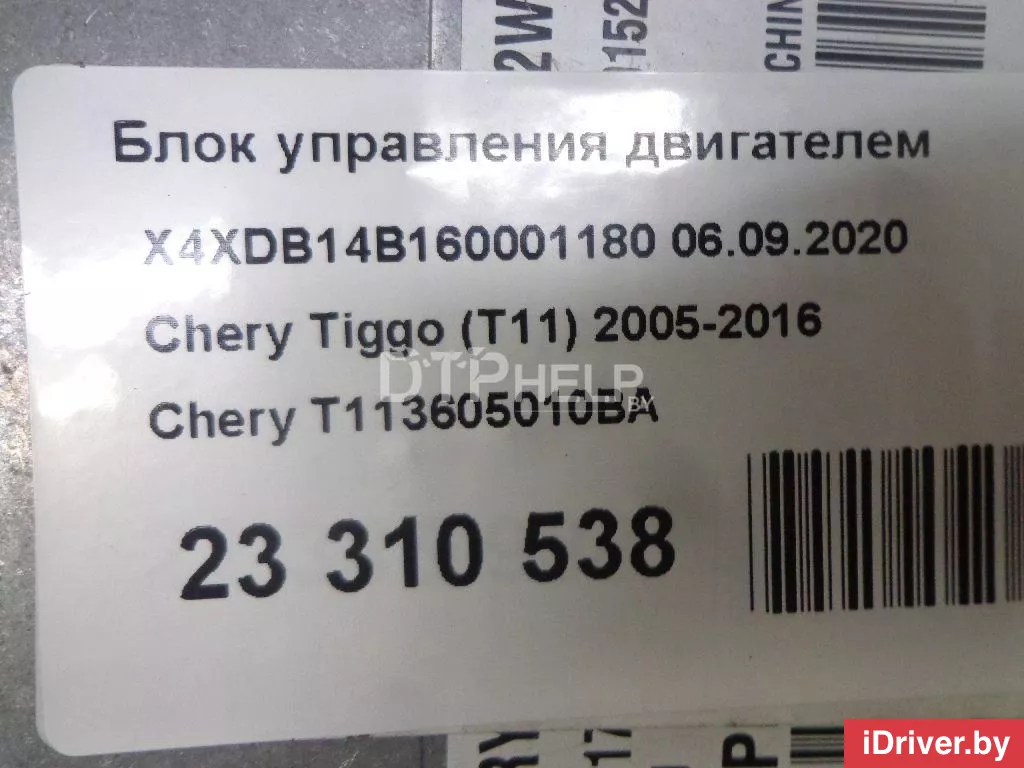 Блок управления двигателем
X4XDB14B160001180 06.09.2020
Chery Tiggo (T11) 2005-2016
DTPHELP.BY
Chery T113605010BA
23 310 538
iDriver.by